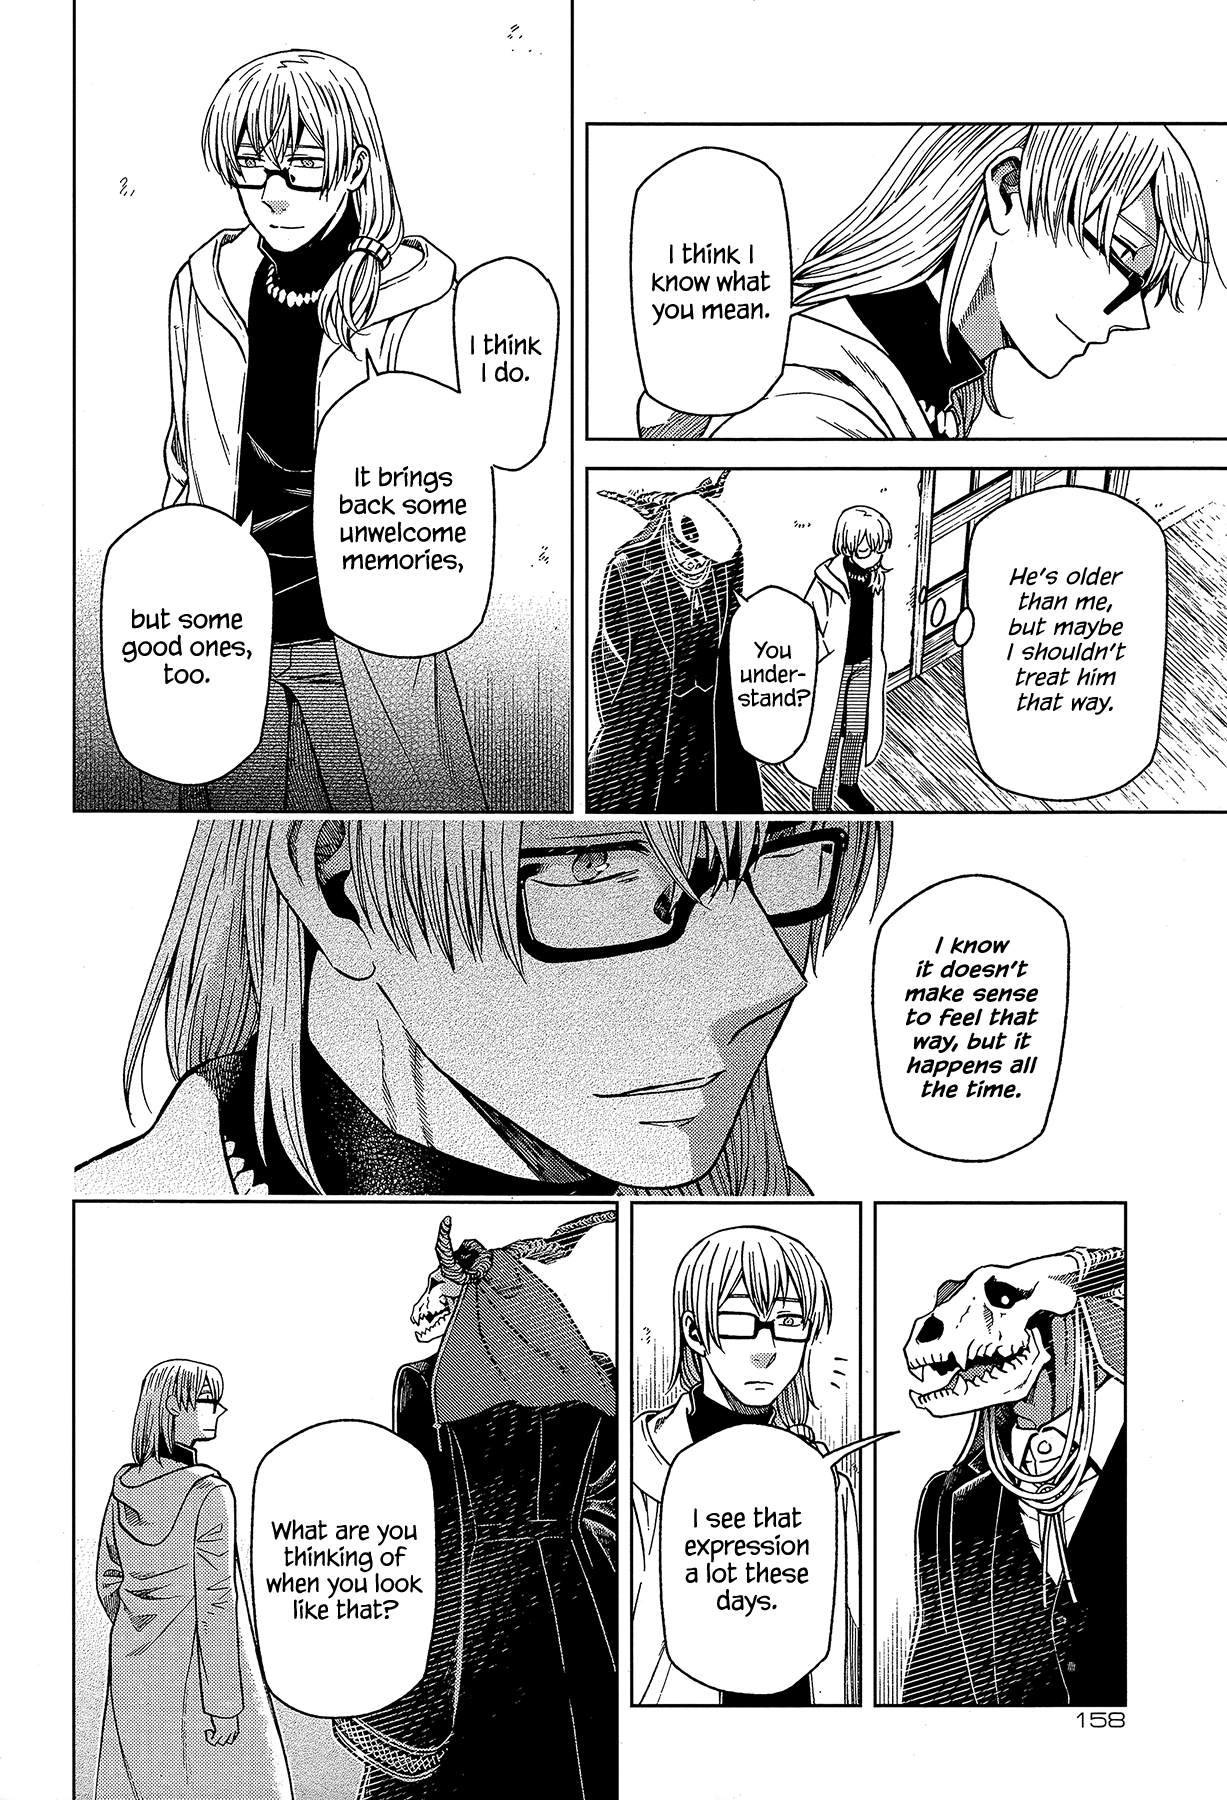 I think I
know what
you mean.
He's older
than me,
but maybe
I shouldn't
treat him
that way.
You
under-
stand?
I think
I do.
It brings
back some
unwelcome
memories,
but some
good ones,
too.
I know
it doesn't
make sense
to feel that
way, but it
happens all
the time.
I see that
expression
a lot these
days.
What are you
thinking of
when you look
like that?
158